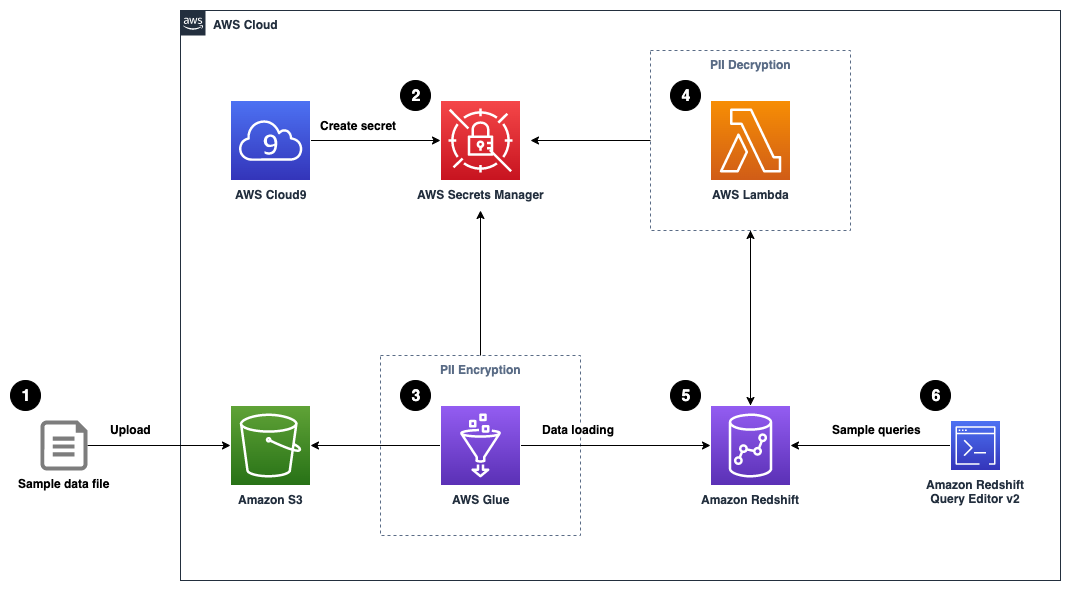 aws
AWS Cloud
PII Decryption
2
4
9
Create secret
AWS Cloud9
AWS Secrets Manager
AWS Lambda
PII Encryption
1
3
5
6
Upload
Data loading
Sample queries
Sample data file
Amazon S3
AWS Glue
Amazon Redshift
Amazon Redshift
Query Editor v2